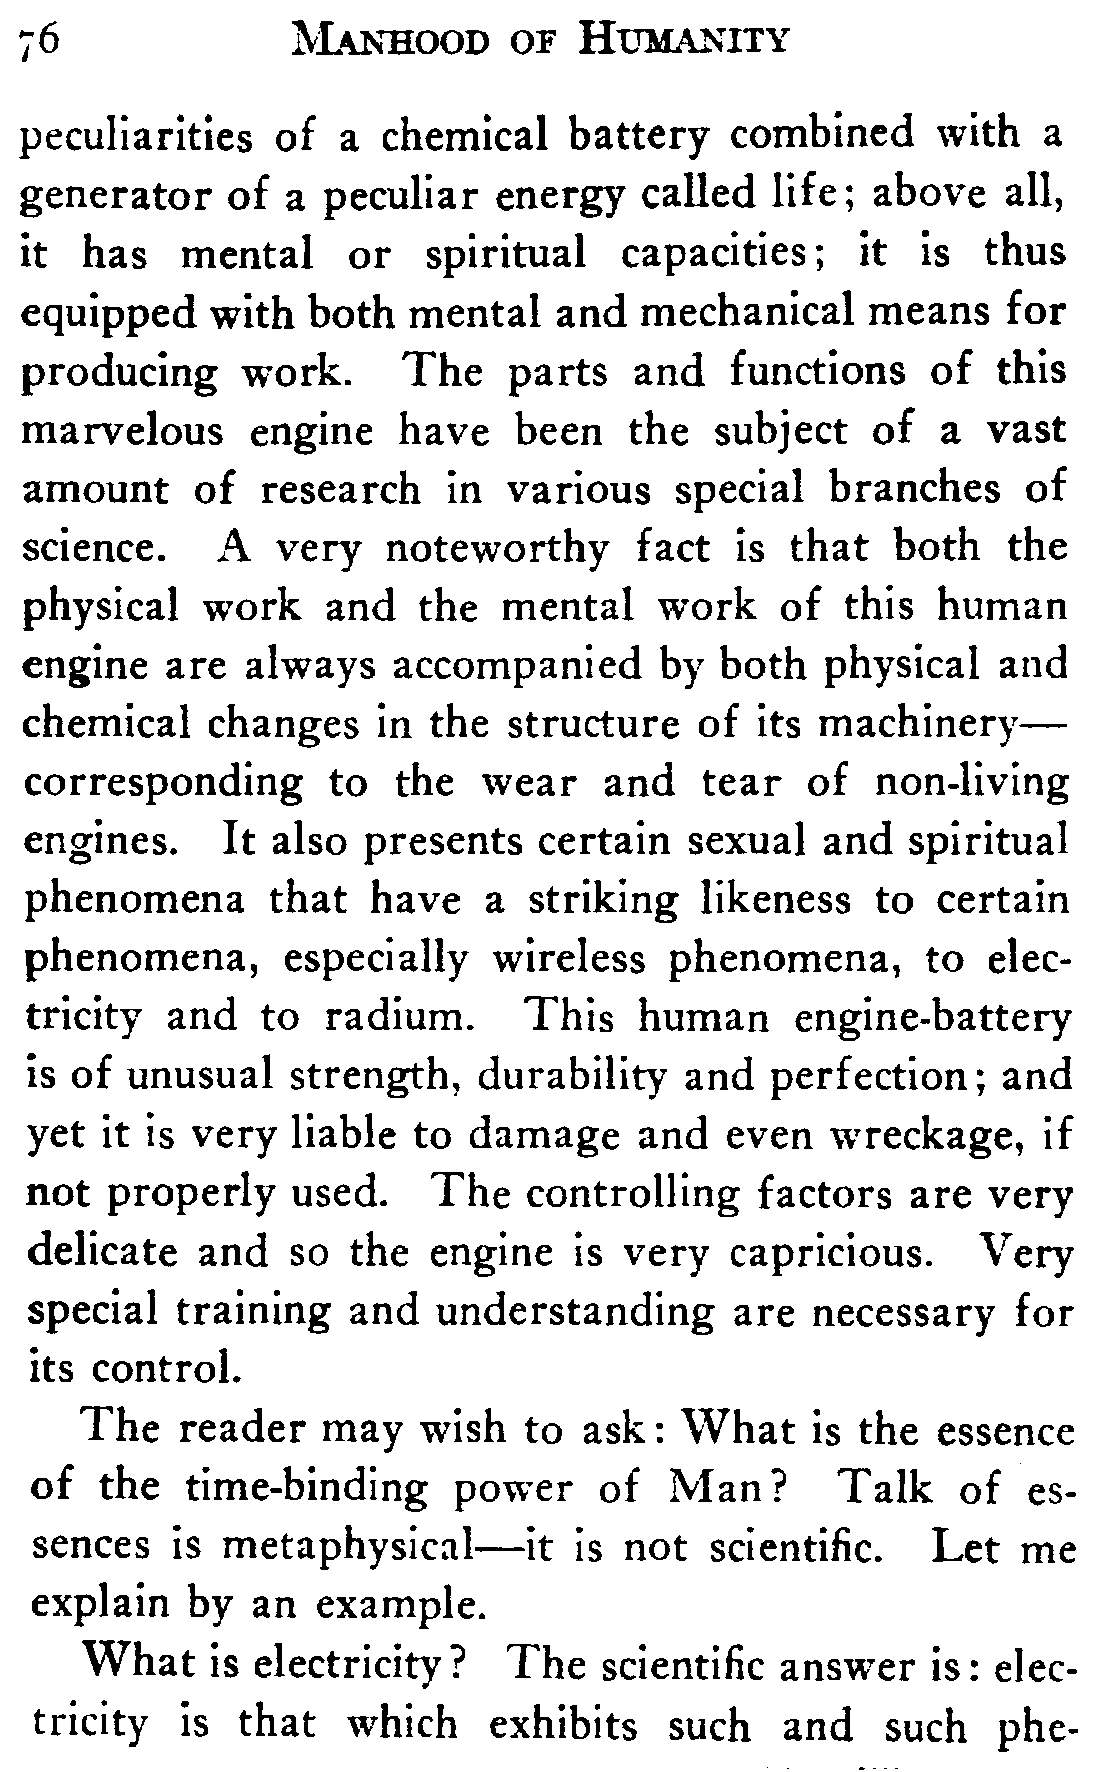 76 MANHOOD OF HUMANITY
peculiarities of a chemical battery combined with a
generator of a peculiar energy called life; above all,
it has mental or spiritual capacities; it is thus
equipped with both mental and mechanical means for
producing work. The parts and functions of this
marvelous engine have been the subject of a vast
amount of research in various special branches of
science. A very noteworthy fact is that both the
physical work and the mental work of this human
engine are always accompanied by both physical and
chemical changes in the structure of its machinery—
corresponding to the wear and tear of non-living
engines. It also presents certain sexual and spiritual
phenomena that have a striking likeness to certain
phenomena, especially wireless phenomena, to elec-
tricity and to radium. This human engine-battery
is of unusual strength, durability and perfection; and
yet it is very liable to damage and even wreckage, if
not properly used. The controlling factors are very
delicate and so the engine is very capricious. Very
special training and understanding are necessary for
its control.
The reader may wish to ask: What is the essence
of the time-binding power of Man? Talk of es-
sences is metaphysical—it is not scientific. Let me
explain by an example.
What is electricity? The scientific answer is: elec-
tricity is that which exhibits such and such phe-